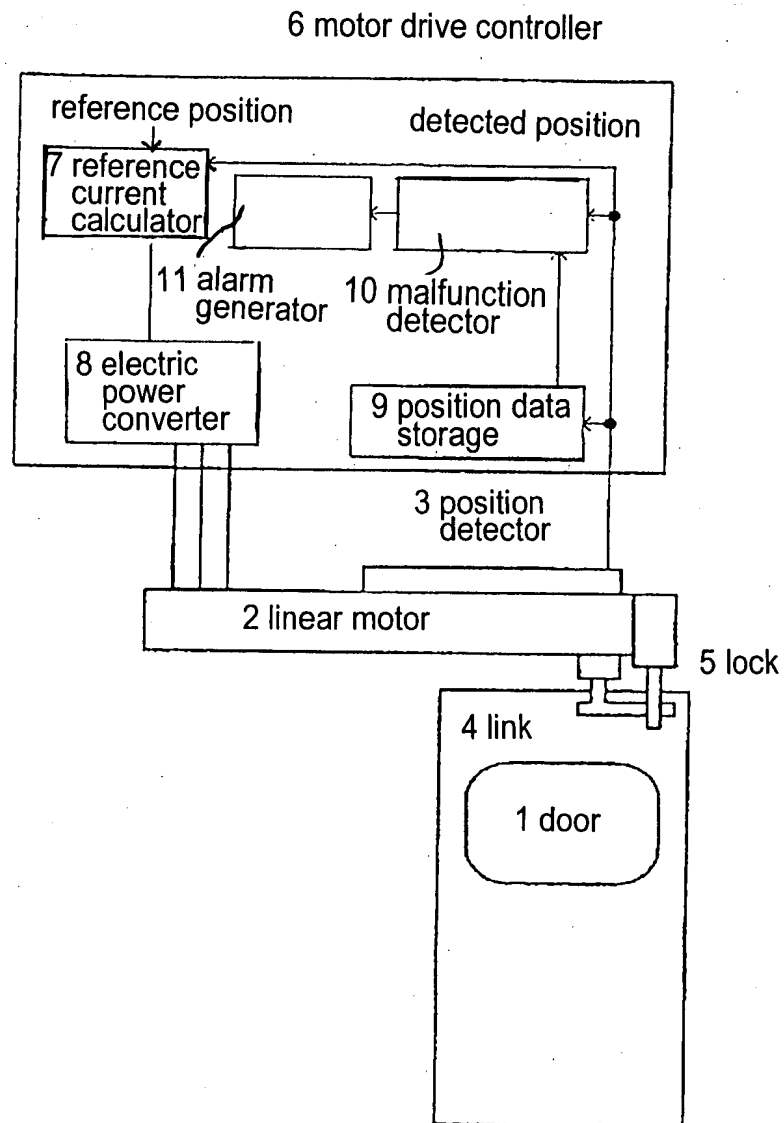 6 motor drive controller
reference position
detected position
7 reference
current
calculator
11 alarm
generator
10 malfunction
detector
8 electric
power
converter
9 position data
storage
3 position
detector
2 linear motor
5 lock
4 link
1 door